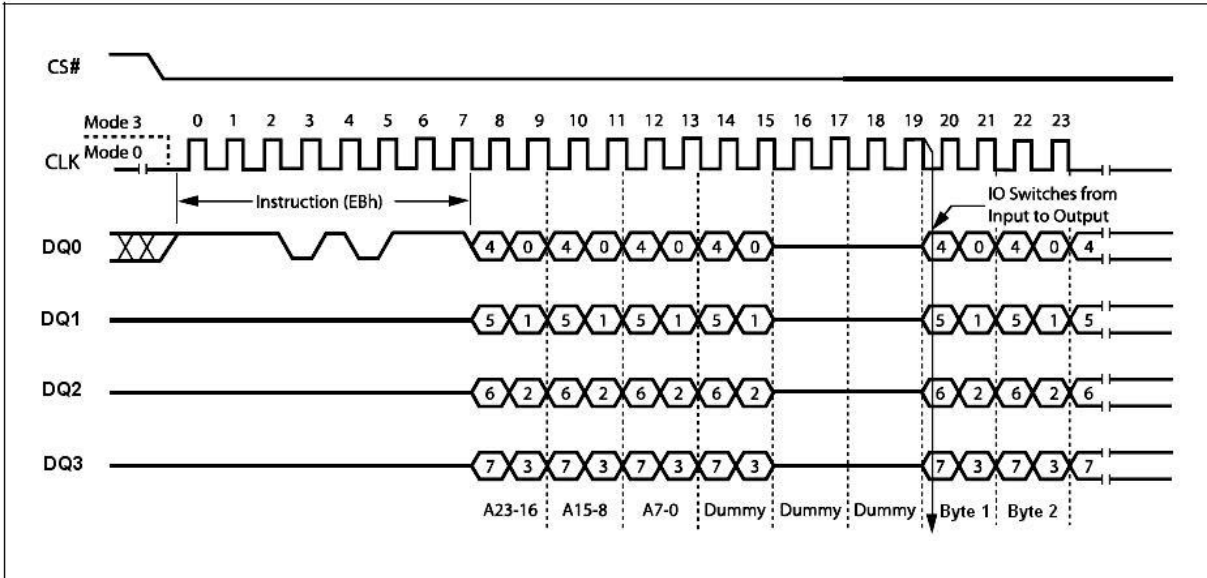 CS#
Mode 3
0 1 2 3 4 5 6 7 8 9 10 11 12 13 14 15 16 17 18 19 20 21 22 23
Mode 0
CLK
Instruction (EBh)
IO Switches from
Input to Output
DQ0 4 0 4 0 4 0 4 0 4 0 4 0 4
DQ1 5 1 5 1 5 1 5 1 5 1 5 1 5
DQ2 6 2 6 2 6 2 6 2 6 2 6 2 6
DQ3 7 3 7 3 7 3 7 3 7 3 7 3 7
A23-16 A15-8 A7-0 Dummy Dummy Dummy Byte 1 Byte 2